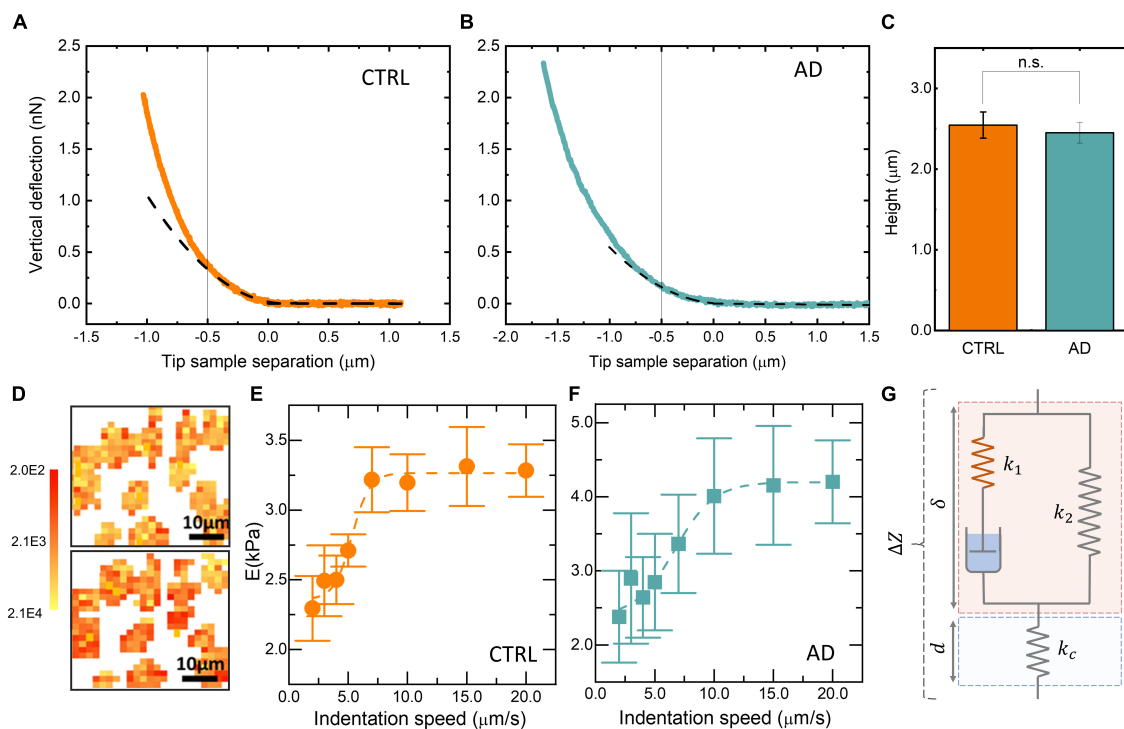 A
B
C
2.5
2.0
1.5
1.0
0.5
0.0
Vertical deflection (nN)
CTRL
-1.5
-1.0
-0.5
0.0
0.5
1.0
1.5
Tip sample separation (μm)
2.5
2.0
1.5
1.0
0.5
0.0
AD
-2.0
-1.5
-1.0
-0.5
0.0
0.5
1.0
1.5
Tip sample separation (μm)
n.s.
3.0
2.0
1.0
0.0
Height (μm)
CTRL
AD
D
E
F
G
2.0E2
2.1E3
2.1E4
10μm
10μm
3.5
3.0
2.5
2.0
E(kPa)
CTRL
0.0
5.0
10.0
15.0
20.0
Indentation speed (μm/s)
5.0
4.0
3.0
2.0
AD
0.0
5.0
10.0
15.0
20.0
Indentation speed (μm/s)
ΔZ
δ
d
k1
k2
kc